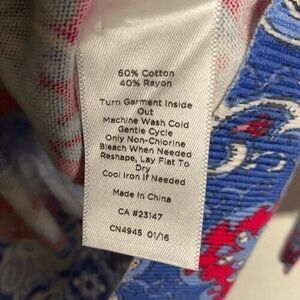 60% Cotton
40% Rayon
Turn Garment Inside
Out
Machine Wash Cold
Gentle Cycle
Only Non-Chlorine
Bleach When Needed
Reshape, Lay Flat To
Dry
Cool Iron If Needed
Made In China
CA #23147
CN4945 01/16